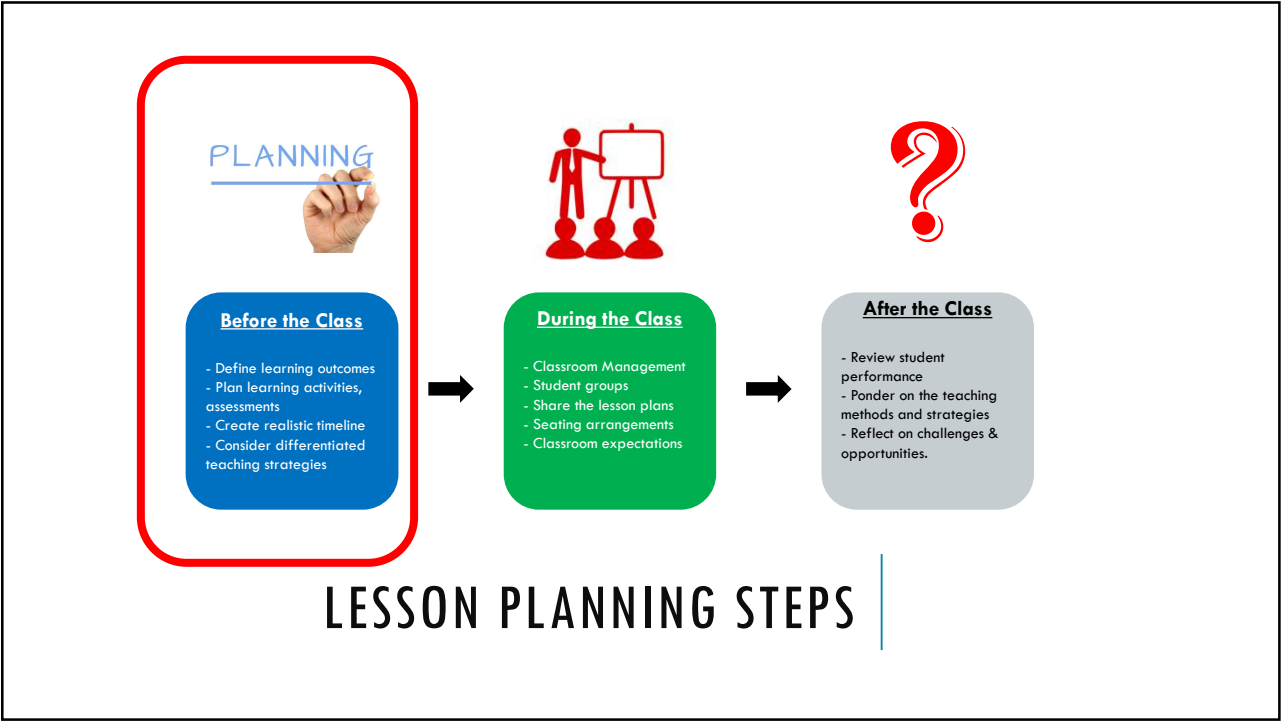 PLANNING
Before the Class
- Define learning outcomes
- Plan learning activities,
assessments
- Create realistic timeline
- Consider differentiated
teaching strategies
During the Class
- Classroom Management
- Student groups
- Share the lesson plans
- Seating arrangements
- Classroom expectations
?
After the Class
- Review student
performance
- Ponder on the teaching
methods and strategies
- Reflect on challenges &
opportunities.
LESSON PLANNING STEPS